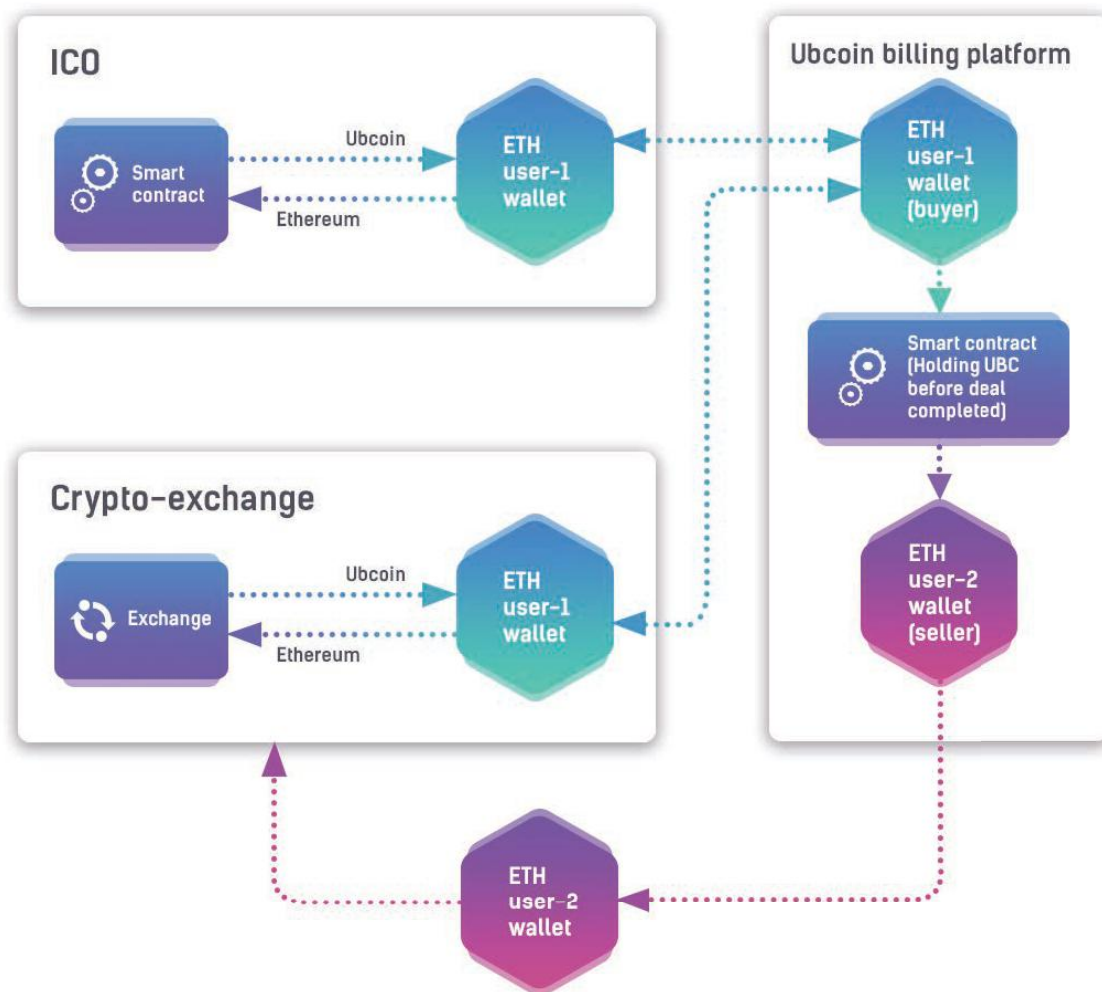 ICO
Ubcoin
Smart
contract
Ethereum
ETH
user-1
wallet
Ubcoin billing platform
ETH
user-1
wallet
(buyer)
Smart contract
(Holding UBC
before deal
completed)
ETH
user-2
wallet
(seller)
Crypto-exchange
Ubcoin
Exchange
Ethereum
ETH
user-1
wallet
ETH
user-2
wallet